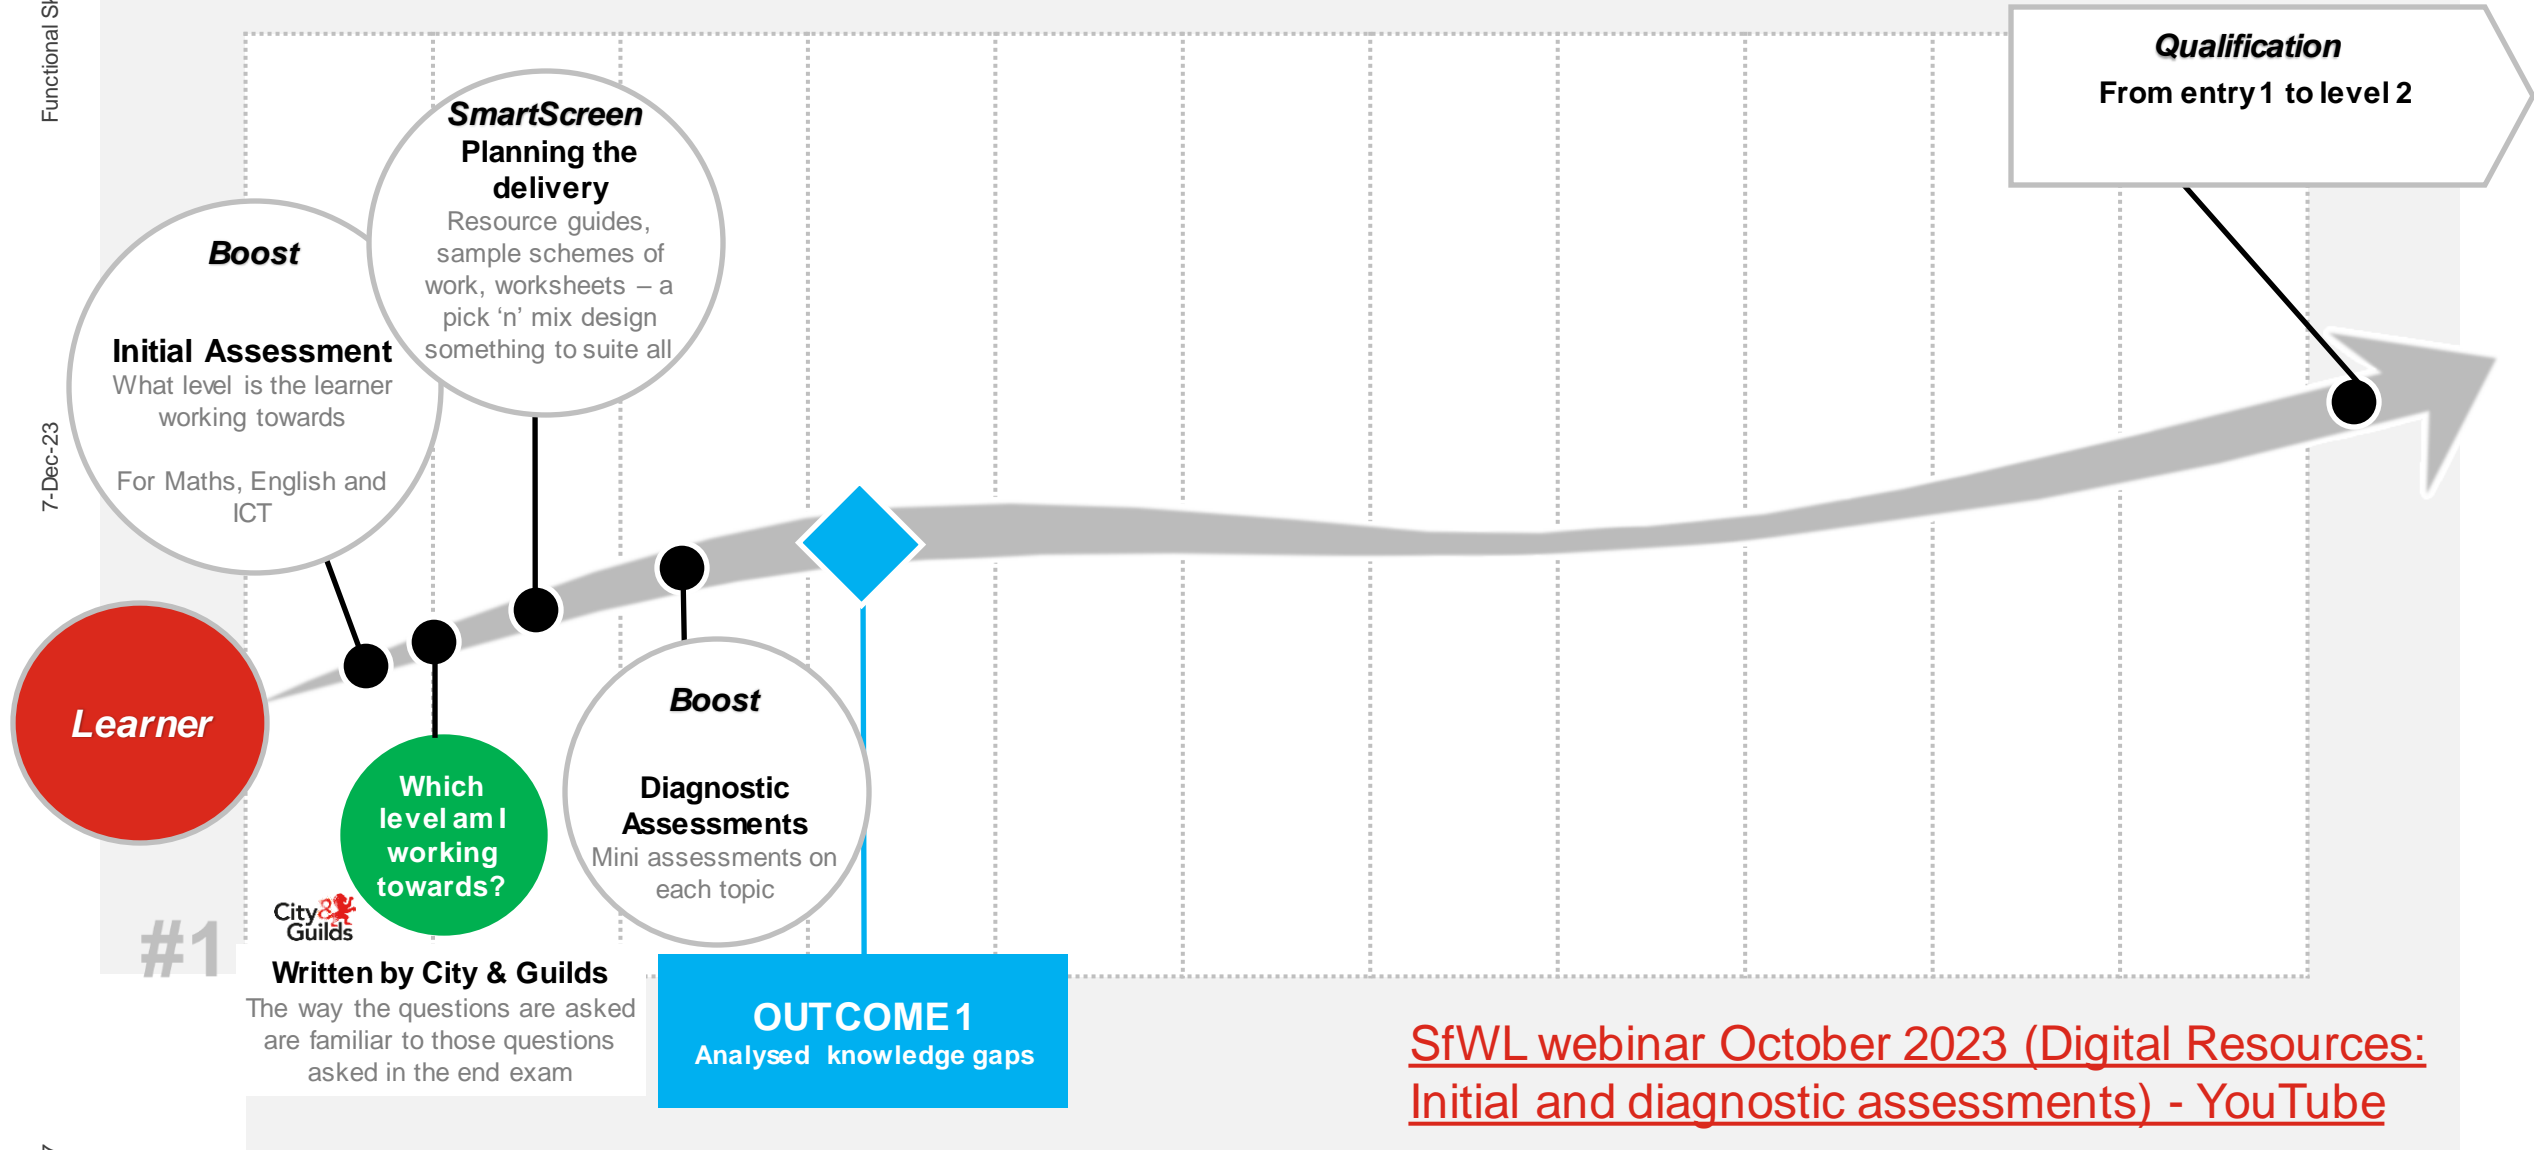 Functional Sk
7-Dec-23
7
Qualification
From entry 1 to level 2
SmartScreen
Planning the
delivery
Resource guides,
sample schemes of
work, worksheets – a
pick ‘n’ mix design
something to suite all
Boost
Initial Assessment
What level is the learner
working towards
For Maths, English and
ICT
Learner
Which
level am I
working
towards?
Boost
Diagnostic
Assessments
Mini assessments on
each topic
City&
Guilds
#1
Written by City & Guilds
The way the questions are asked
are familiar to those questions
asked in the end exam
OUTCOME 1
Analysed knowledge gaps
SfWL webinar October 2023 (Digital Resources:
Initial and diagnostic assessments) - YouTube